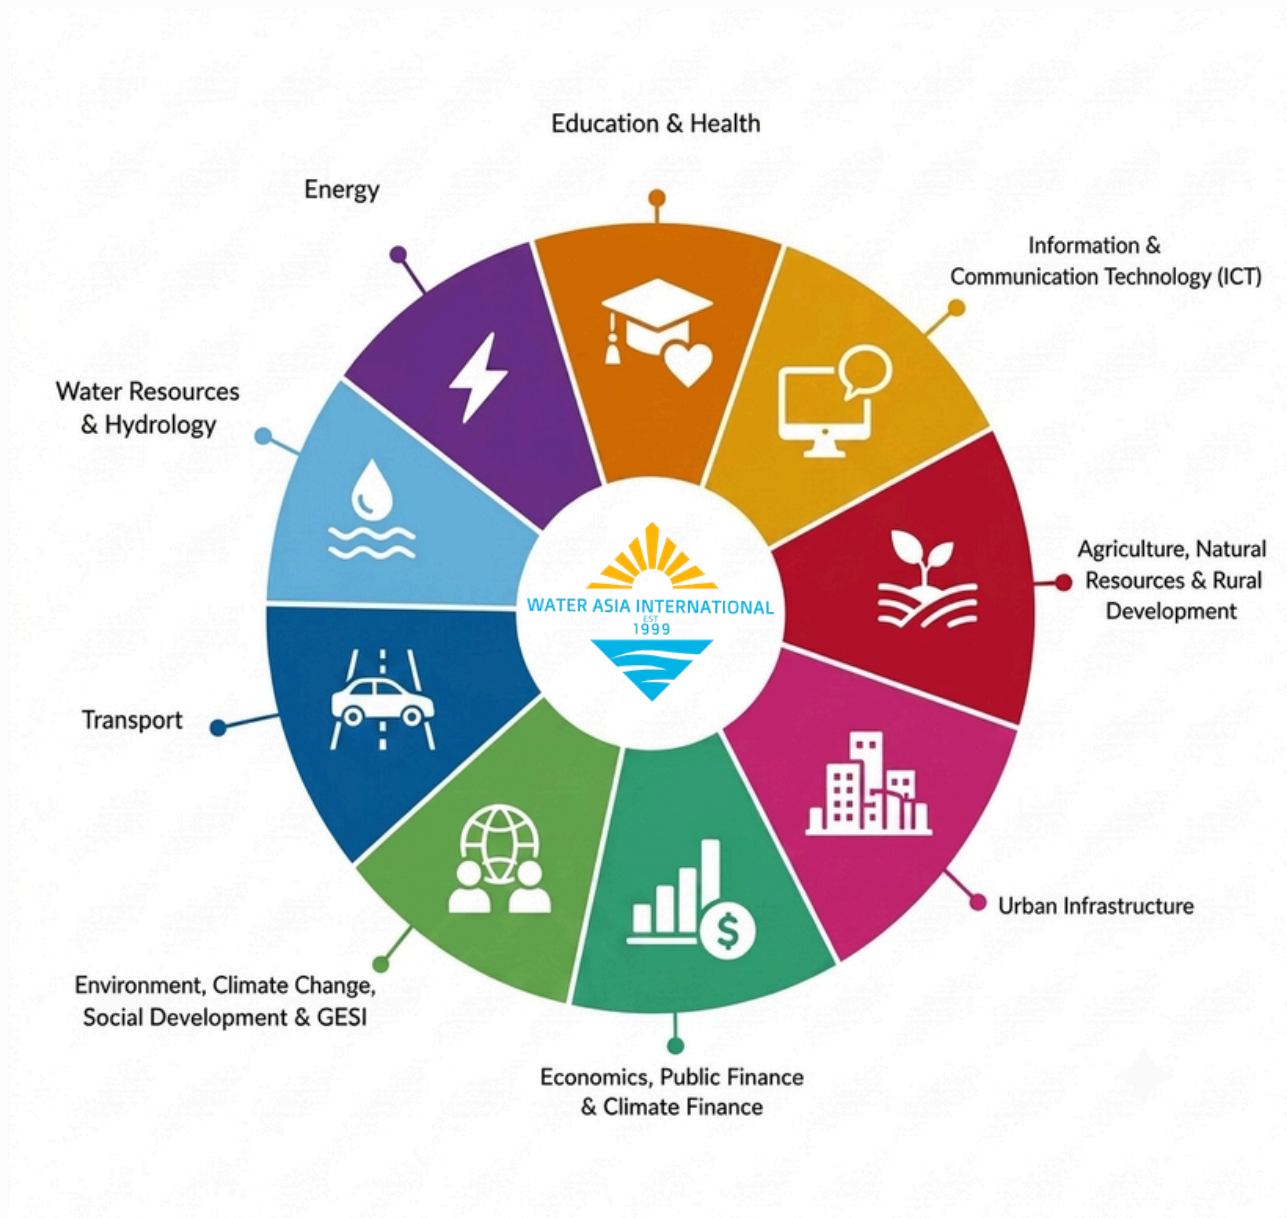 Education & Health
Energy
Information &
Communication Technology (ICT)
Water Resources
& Hydrology
Agriculture, Natural
Resources & Rural
Development
WATER ASIA INTERNATIONAL
EST
1999
Transport
$
Urban Infrastructure
Environment, Climate Change,
Social Development & GESI
Economics, Public Finance
& Climate Finance